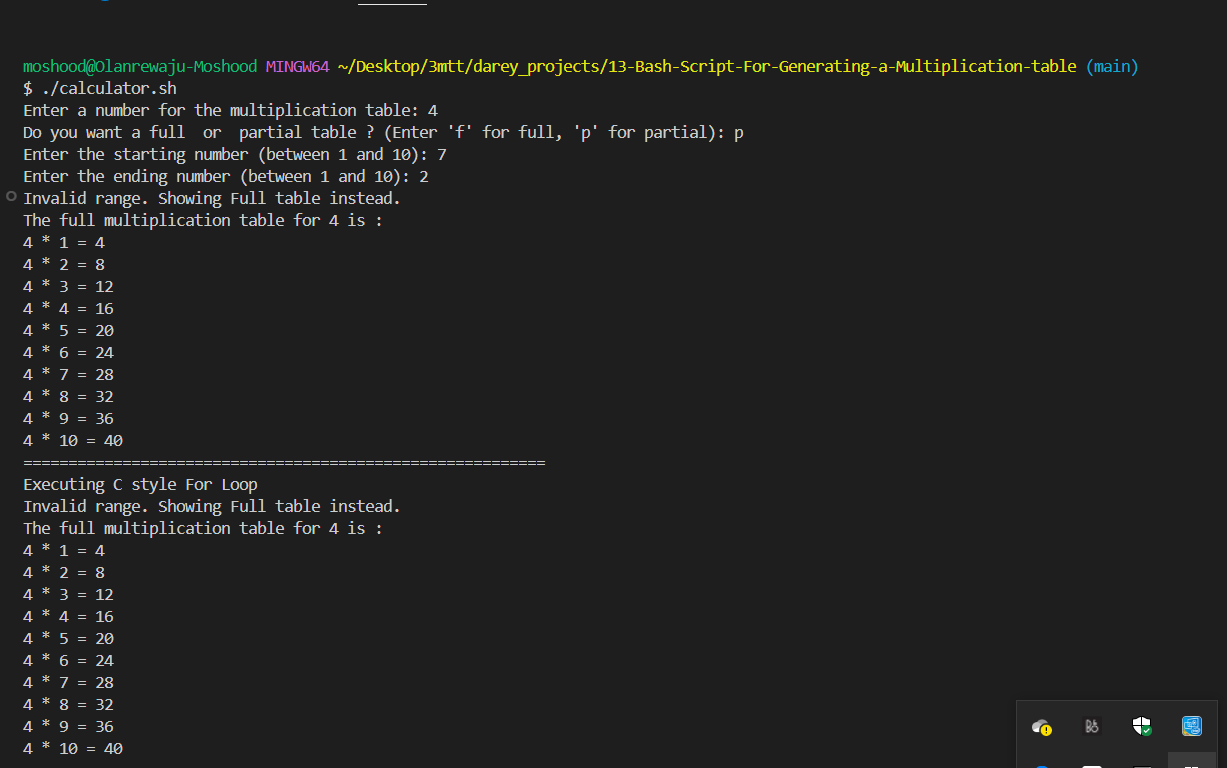 moshood@Olanrewaju-Moshood MINGW64 ~/Desktop/3mtt/darey_projects/13-Bash-Script-For-Generating-a-Multiplication-table (main)
$ ./calculator.sh
Enter a number for the multiplication table: 4
Do you want a full  or  partial table ? (Enter 'f' for full, 'p' for partial): p
Enter the starting number (between 1 and 10): 7
Enter the ending number (between 1 and 10): 2
Invalid range. Showing Full table instead.
The full multiplication table for 4 is :
4 * 1 = 4
4 * 2 = 8
4 * 3 = 12
4 * 4 = 16
4 * 5 = 20
4 * 6 = 24
4 * 7 = 28
4 * 8 = 32
4 * 9 = 36
4 * 10 = 40
==========================================================
Executing C style For Loop
Invalid range. Showing Full table instead.
The full multiplication table for 4 is :
4 * 1 = 4
4 * 2 = 8
4 * 3 = 12
4 * 4 = 16
4 * 5 = 20
4 * 6 = 24
4 * 7 = 28
4 * 8 = 32
4 * 9 = 36
4 * 10 = 40